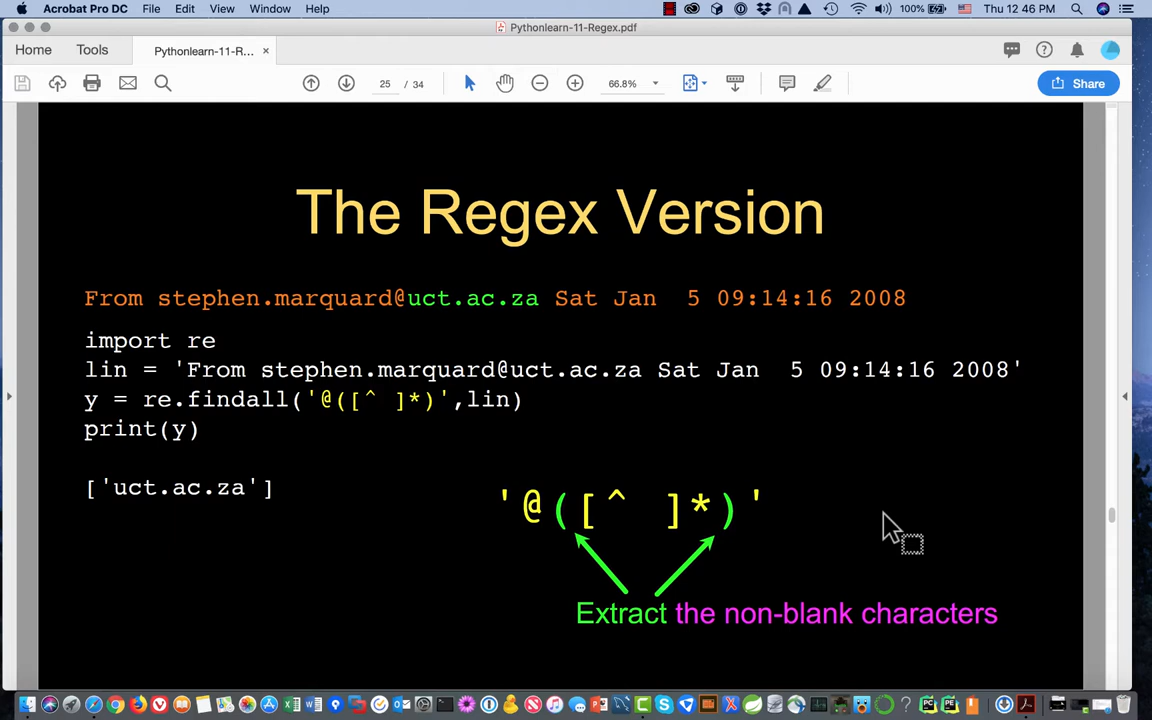 Acrobat Pro DC File Edit View Window Help 100% Thu 12:46 PM
Pythonlearn-11-Regex.pdf
Home Tools Pythonlearn-11-R... ×
25 / 34 66.8% Share
The Regex Version
From stephen.marquard@uct.ac.za Sat Jan  5 09:14:16 2008
import re
lin = 'From stephen.marquard@uct.ac.za Sat Jan  5 09:14:16 2008'
y = re.findall('@([^ ]*)',lin)
print(y)
['uct.ac.za']
'@([^ ]*)'
Extract the non-blank characters